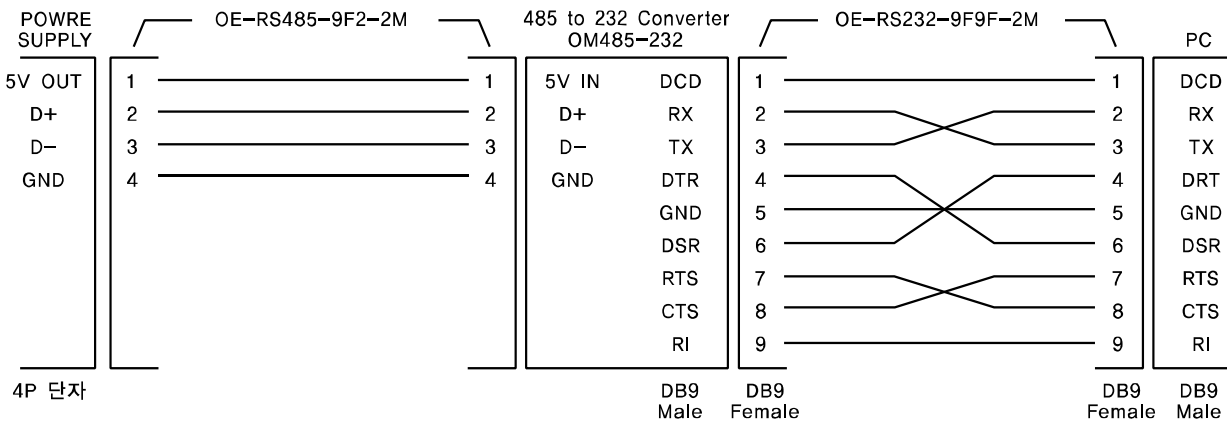 POWRE
SUPPLY
OE-RS485-9F2-2M
485 to 232 Converter
OM485-232
OE-RS232-9F9F-2M
PC
5V OUT 1 1 5V IN DCD 1 1 DCD
D+ 2 2 D+ RX 2 2 RX
D- 3 3 D- TX 3 3 TX
GND 4 4 GND DTR 4 4 DRT
GND 5 5 GND
DSR 6 6 DSR
RTS 7 7 RTS
CTS 8 8 CTS
RI 9 9 RI
4P 단자
DB9
Male
DB9
Female
DB9
Female
DB9
Male